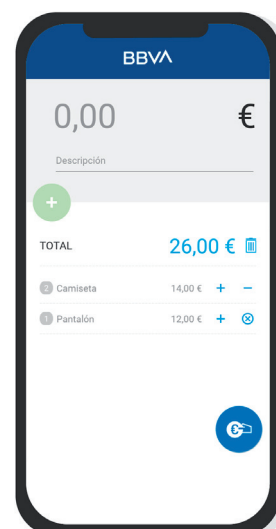 BBVA
0,00 €
Descripción
+
TOTAL 26,00 €
2 Camiseta 14,00 € + −
1 Pantalón 12,00 € +
€